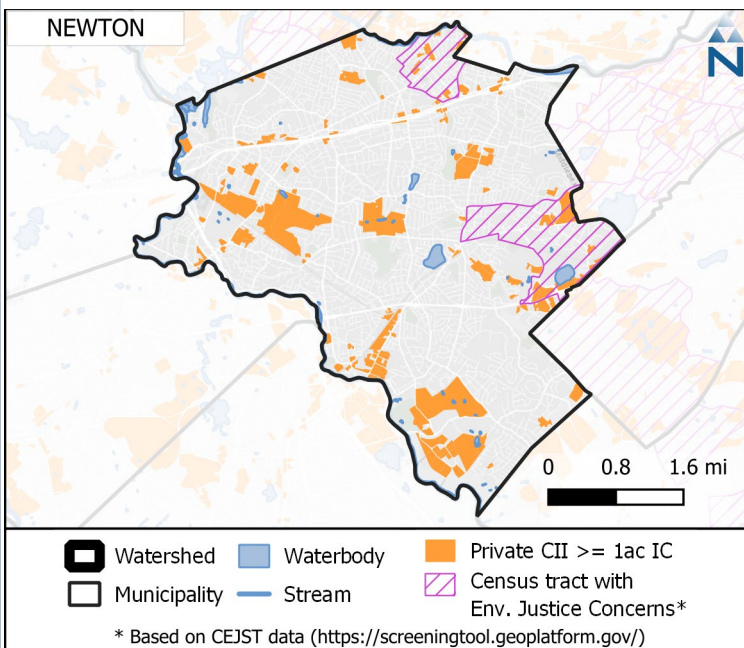 NEWTON
N
0 0.8 1.6 mi
Watershed Waterbody Private CII >= 1ac IC
Municipality Stream Census tract with
Env. Justice Concerns*
* Based on CEJST data (https://screeningtool.geoplatform.gov/)